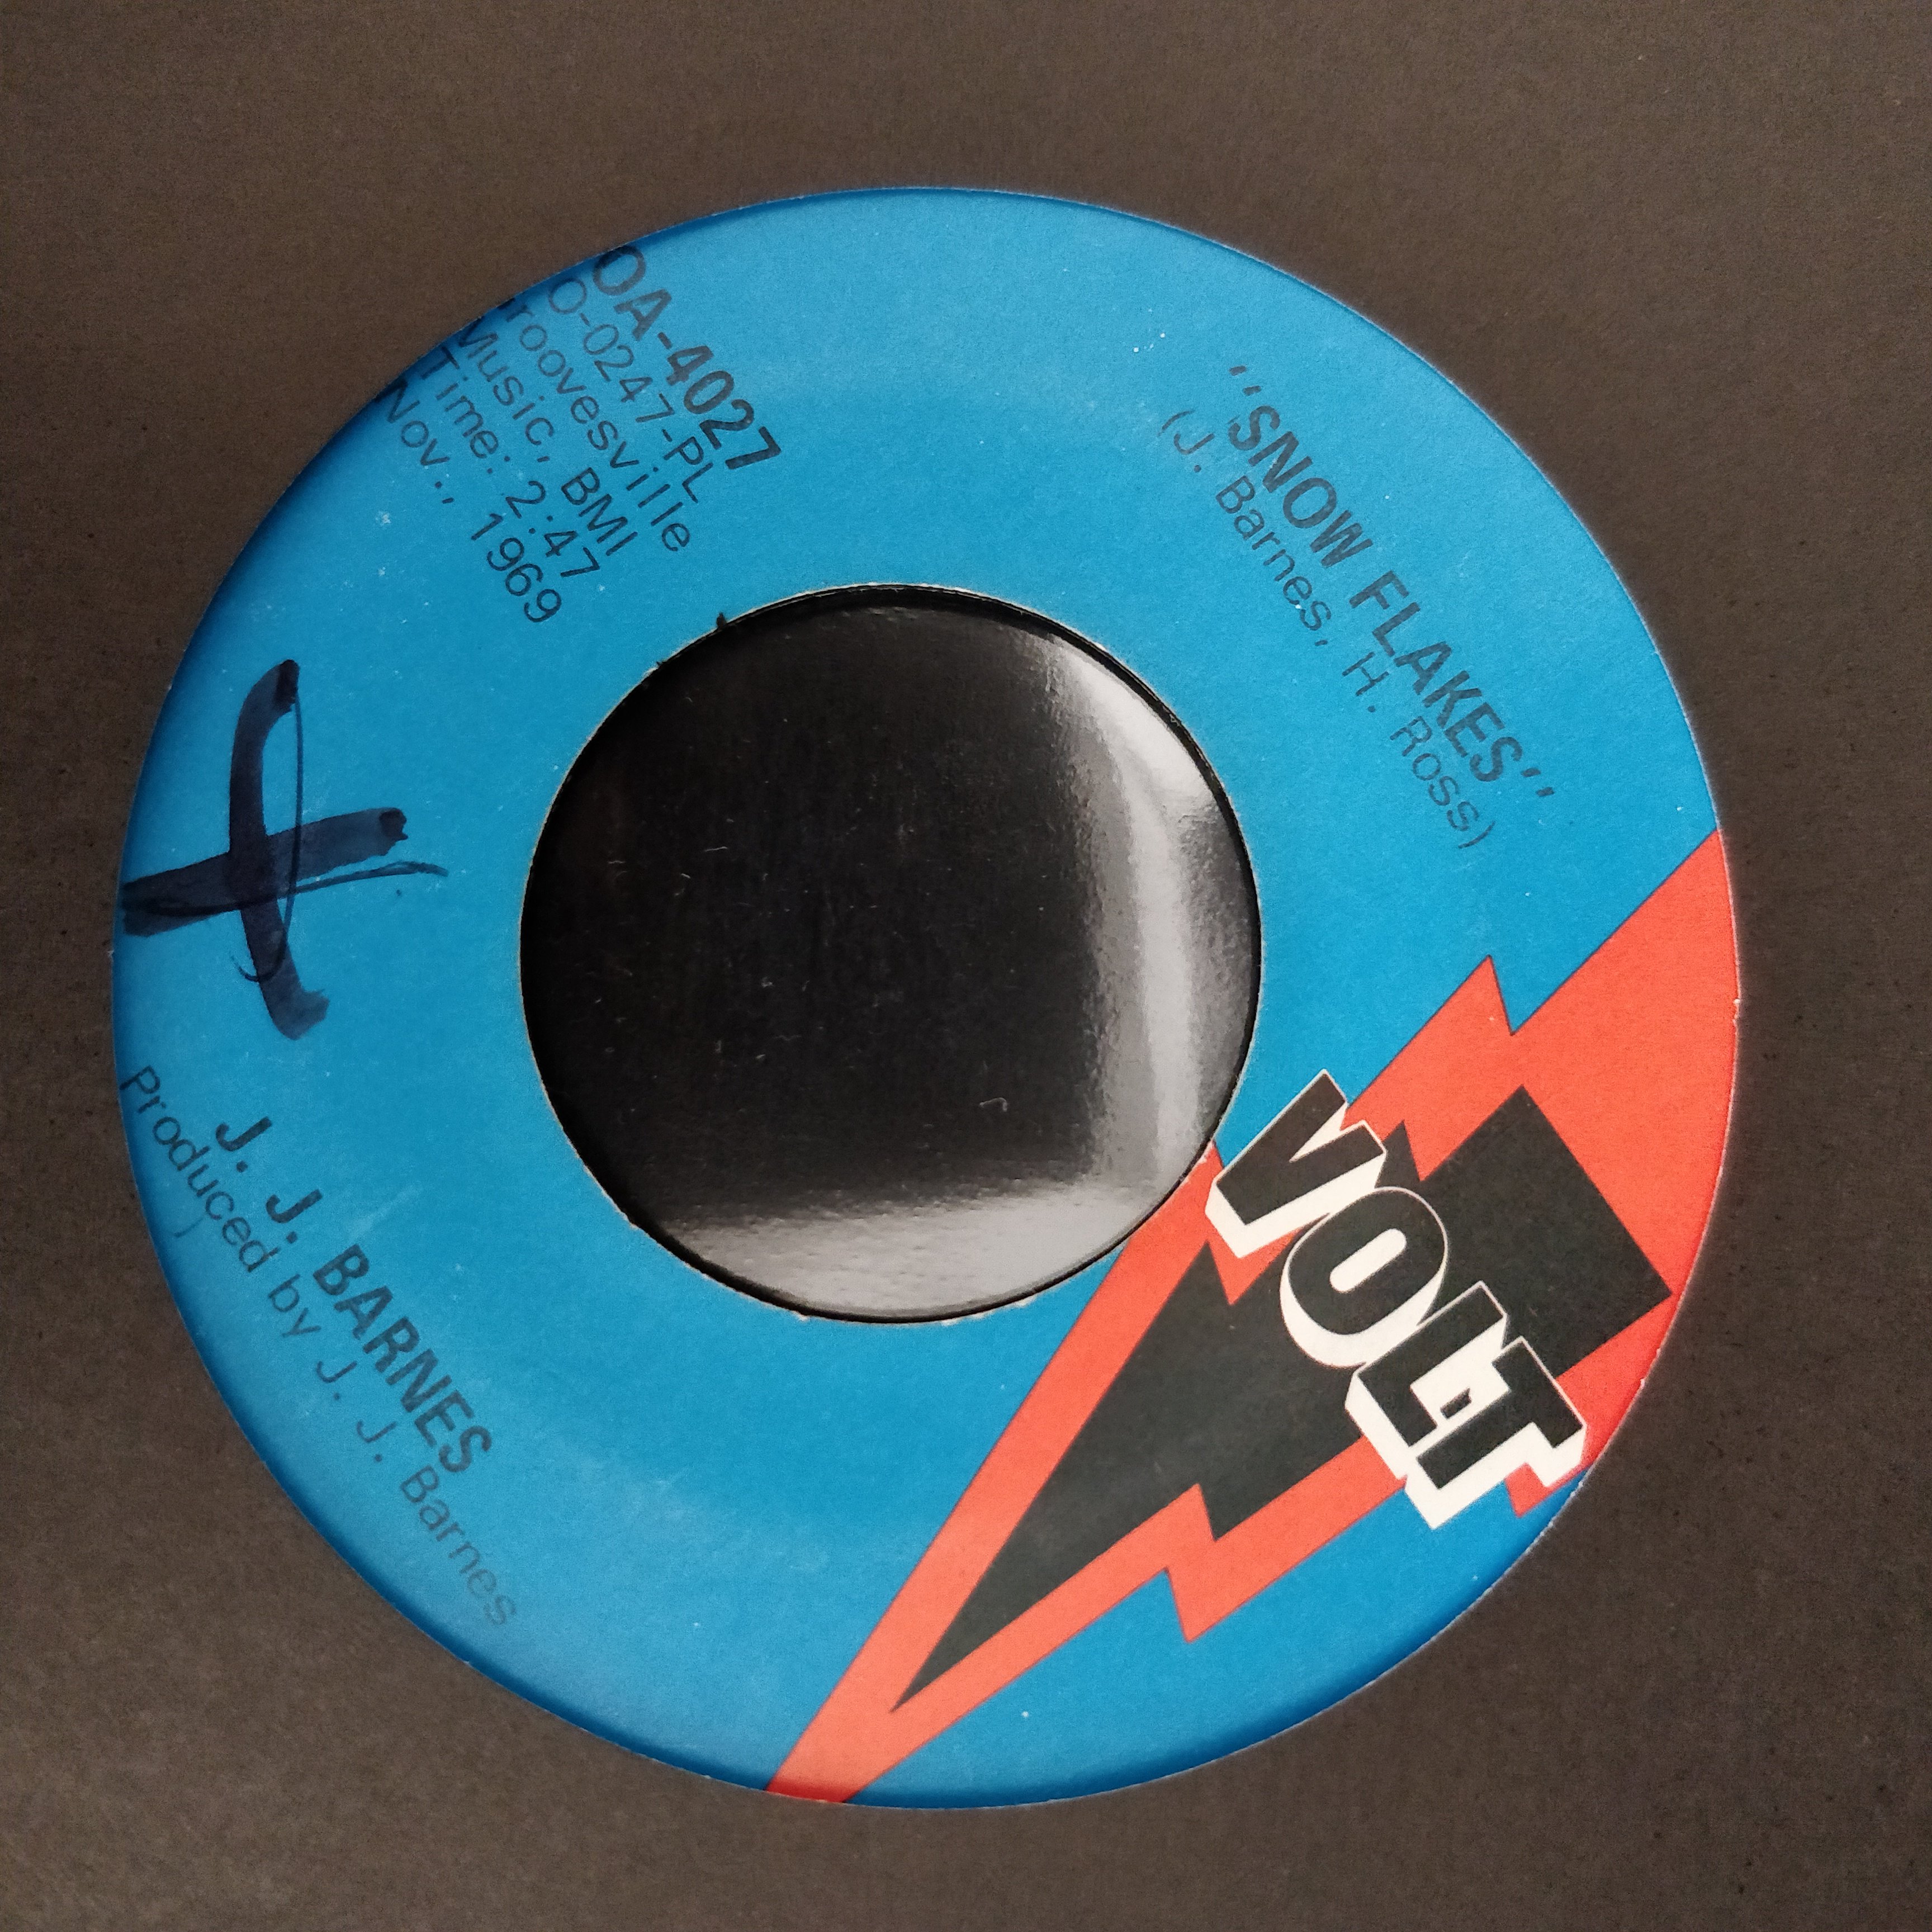 VOLT
"SNOW FLAKES"
(J. Barnes, H. Ross)
OA-4027
O-0247-PL
roovesville
Music, BMI
Time: 2:47
Nov., 1969
J. J. BARNES
Produced by J. J. Barnes
)